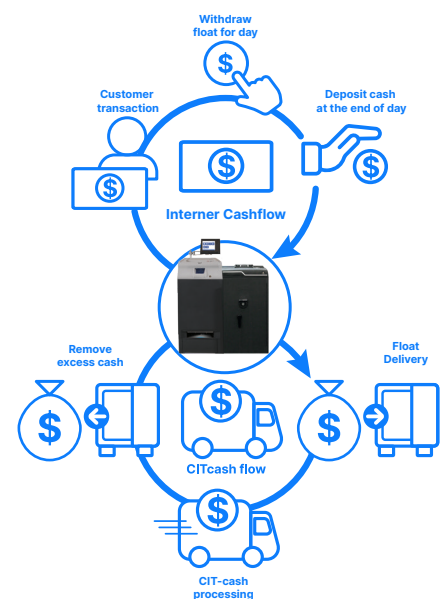 Withdraw
float for day
Customer
transaction
Deposit cash
at the end of day
$
$
$
$
Interner Cashflow
Remove
excess cash
Float
Delivery
$
$
$
CITcash flow
$
CIT-cash
processing